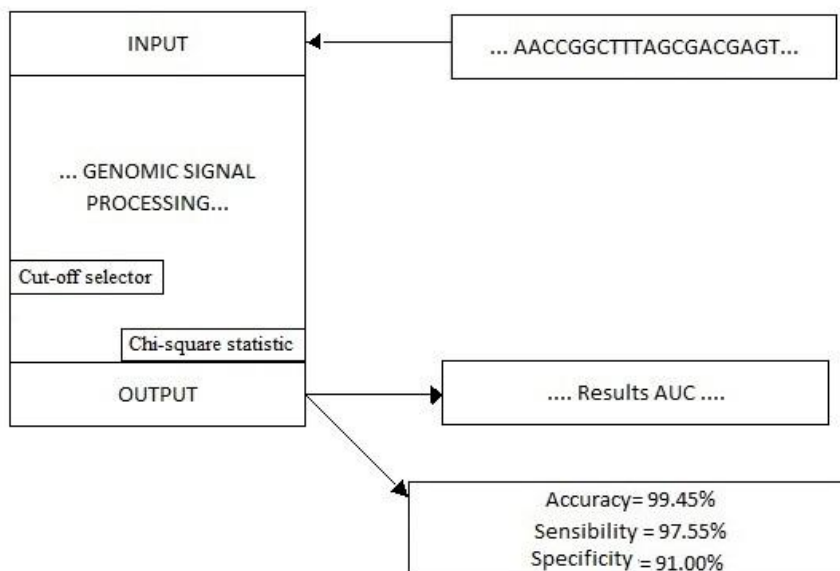 INPUT
... AACCGGCTTTAGCGACGAGT...
... GENOMIC SIGNAL
PROCESSING...
Cut-off selector
Chi-square statistic
OUTPUT
.... Results AUC ....
Accuracy= 99.45%
Sensibility = 97.55%
Specificity = 91.00%